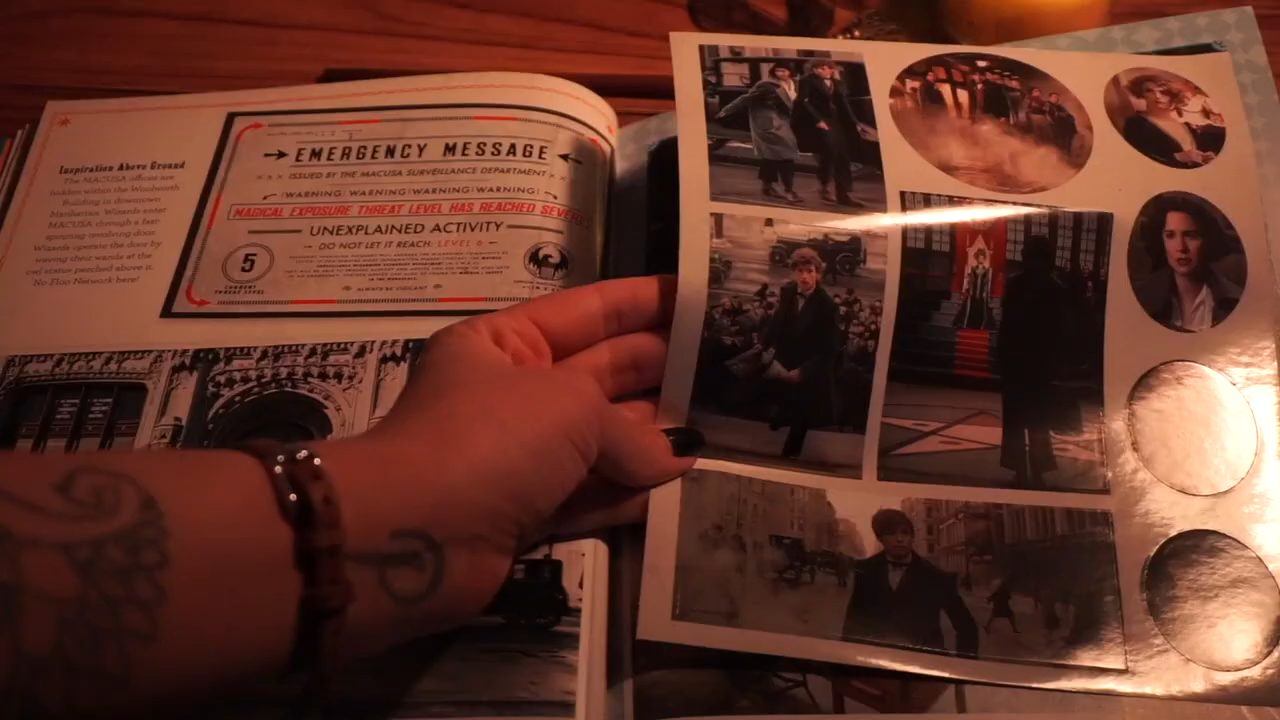 Inspiration Above Ground
The MACUSA offices are
hidden within the Woolworth
Building in downtown
Manhattan. Wizards enter
MACUSA through a fast-
spinning revolving door.
Wizards operate the door by
waving their wands at the
owl statue perched above it.
No Floo Network here!
EMERGENCY MESSAGE
ISSUED BY THE MACUSA SURVEILLANCE DEPARTMENT
WARNING WARNING WARNING WARNING
MAGICAL EXPOSURE THREAT LEVEL HAS REACHED SEVERE
UNEXPLAINED ACTIVITY
DO NOT LET IT REACH: LEVEL 6
5
CURRENT
THREAT LEVEL
ALWAYS BE VIGILANT